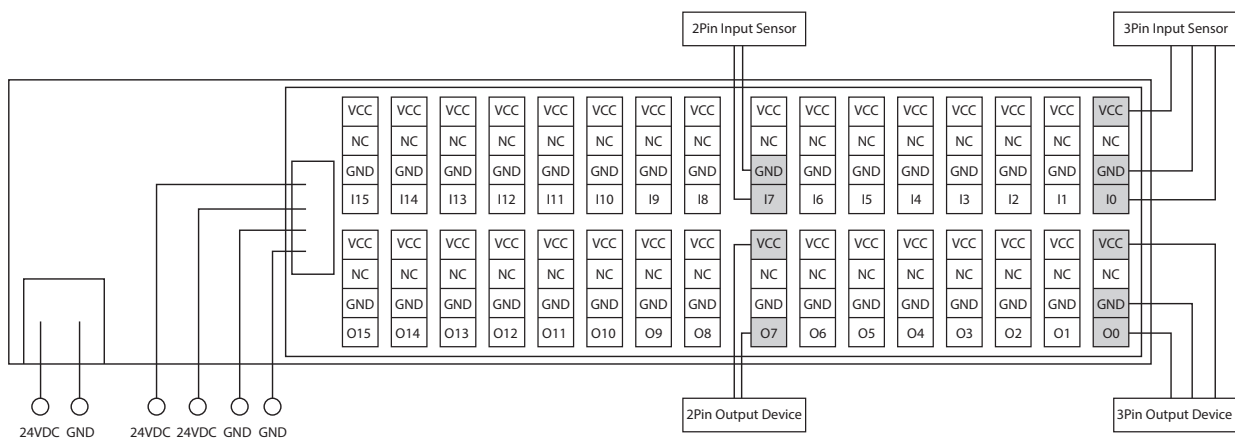 2Pin Input Sensor 3Pin Input Sensor
VCC VCC VCC VCC VCC VCC VCC VCC VCC VCC VCC VCC VCC VCC VCC VCC
NC NC NC NC NC NC NC NC NC NC NC NC NC NC NC NC
GND GND GND GND GND GND GND GND GND GND GND GND GND GND GND GND
I15 I14 I13 I12 I11 I10 I9 I8 I7 I6 I5 I4 I3 I2 I1 I0
VCC VCC VCC VCC VCC VCC VCC VCC VCC VCC VCC VCC VCC VCC VCC VCC
NC NC NC NC NC NC NC NC NC NC NC NC NC NC NC NC
GND GND GND GND GND GND GND GND GND GND GND GND GND GND GND GND
O15 O14 O13 O12 O11 O10 O9 O8 O7 O6 O5 O4 O3 O2 O1 O0
2Pin Output Device 3Pin Output Device
24VDC GND 24VDC 24VDC GND GND